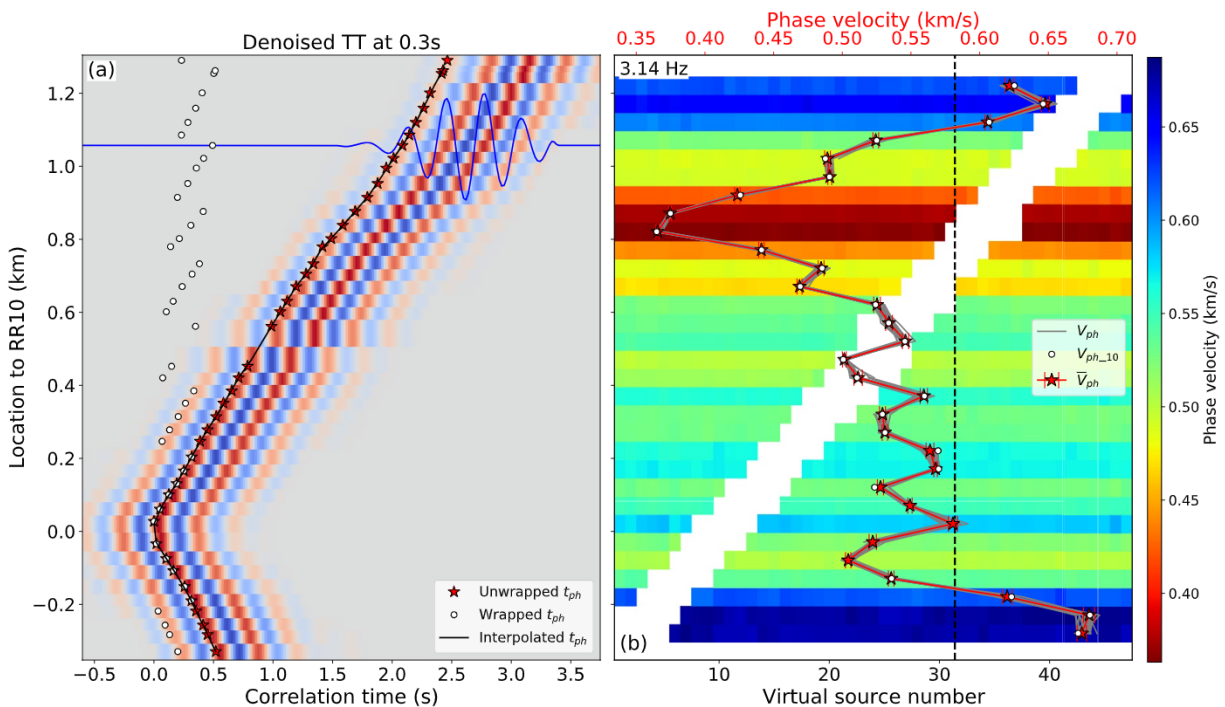 Denoised TT at 0.3s
(a)
Location to RR10 (km)
1.2
1.0
0.8
0.6
0.4
0.2
0.0
−0.2
Unwrapped t_ph
Wrapped t_ph
Interpolated t_ph
−0.5 0.0 0.5 1.0 1.5 2.0 2.5 3.0 3.5
Correlation time (s)
Phase velocity (km/s)
0.35 0.40 0.45 0.50 0.55 0.60 0.65 0.70
3.14 Hz
V_ph
V_ph_10
V̅_ph
(b)
10 20 30 40
Virtual source number
0.65
0.60
0.55
0.50
0.45
0.40
Phase velocity (km/s)